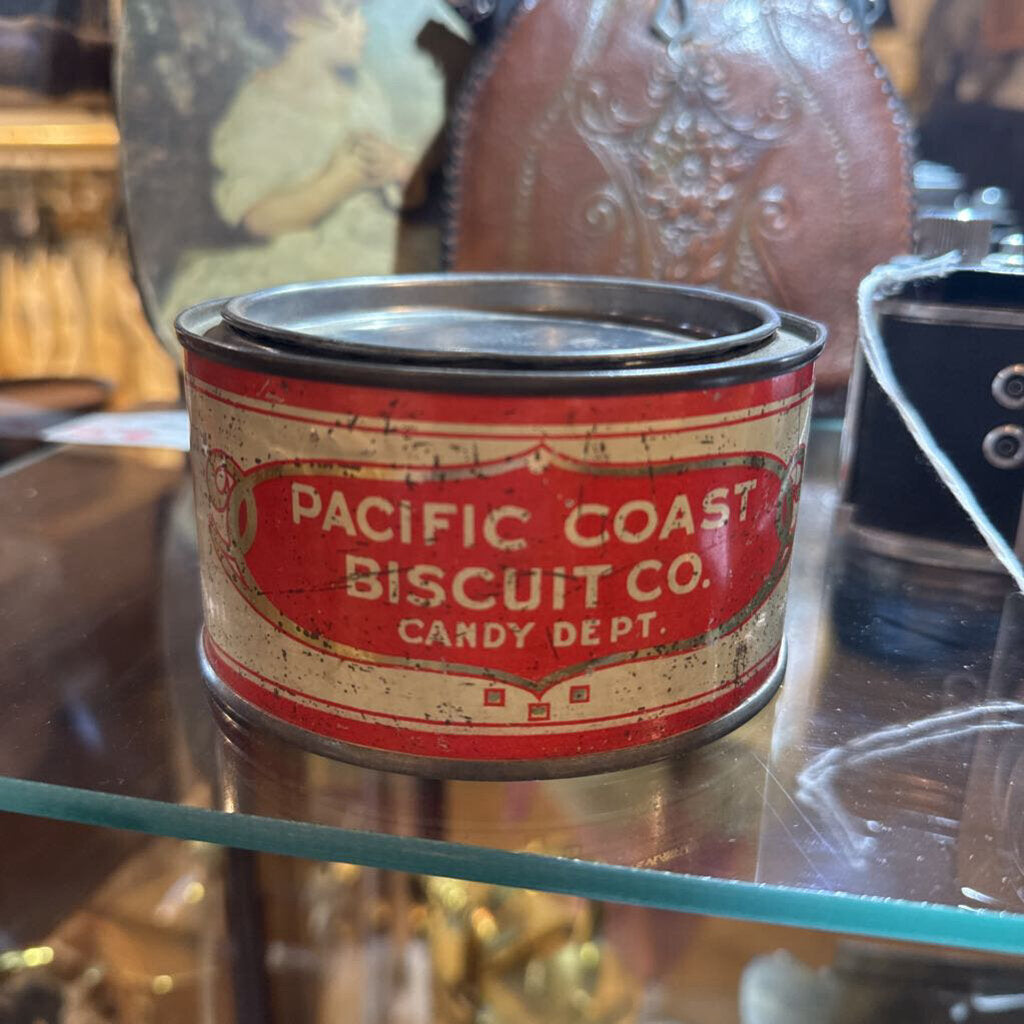 PACIFIC COAST
BISCUIT CO.
CANDY DEPT.